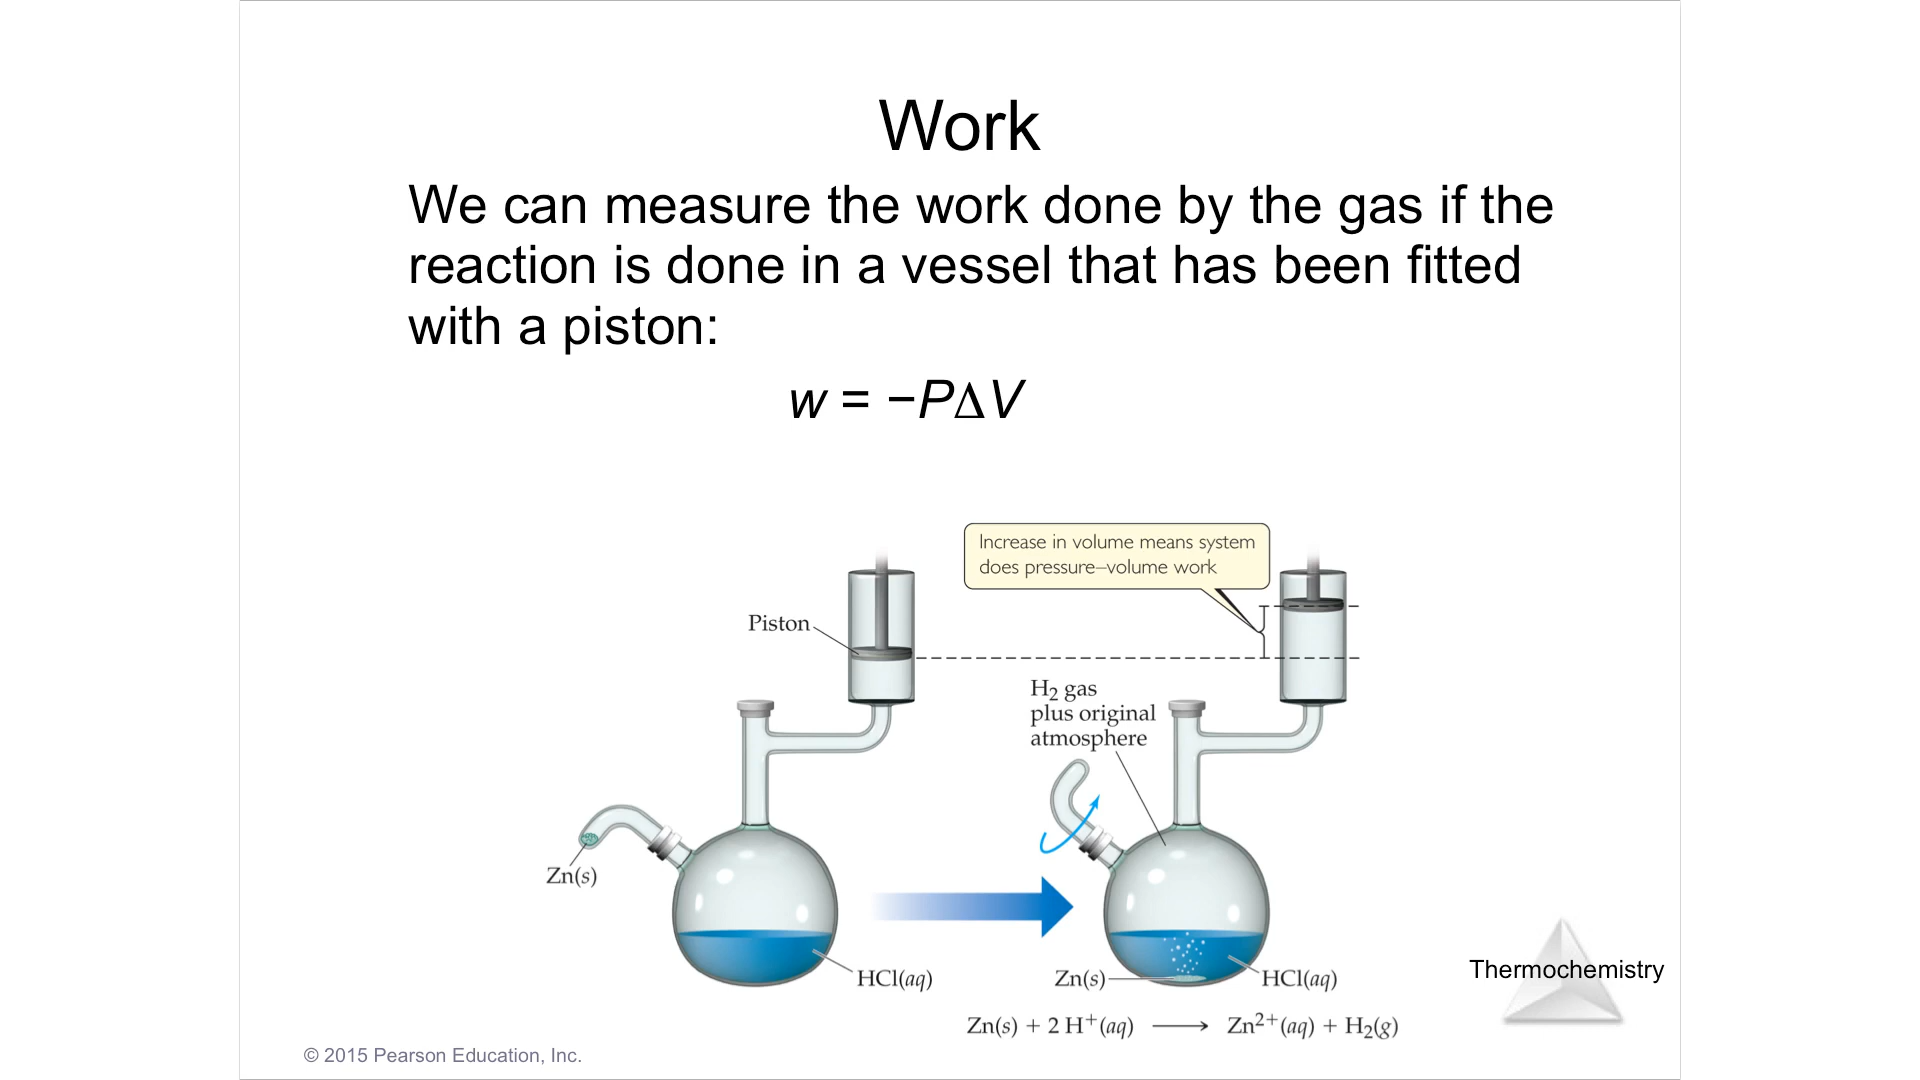 Work
We can measure the work done by the gas if the
reaction is done in a vessel that has been fitted
with a piston:
w = −PΔV
Increase in volume means system
does pressure–volume work
Piston
H₂ gas
plus original
atmosphere
Zn(s)
HCl(aq)
Zn(s)
HCl(aq)
Zn(s) + 2 H⁺(aq) ⟶ Zn²⁺(aq) + H₂(g)
Thermochemistry
© 2015 Pearson Education, Inc.